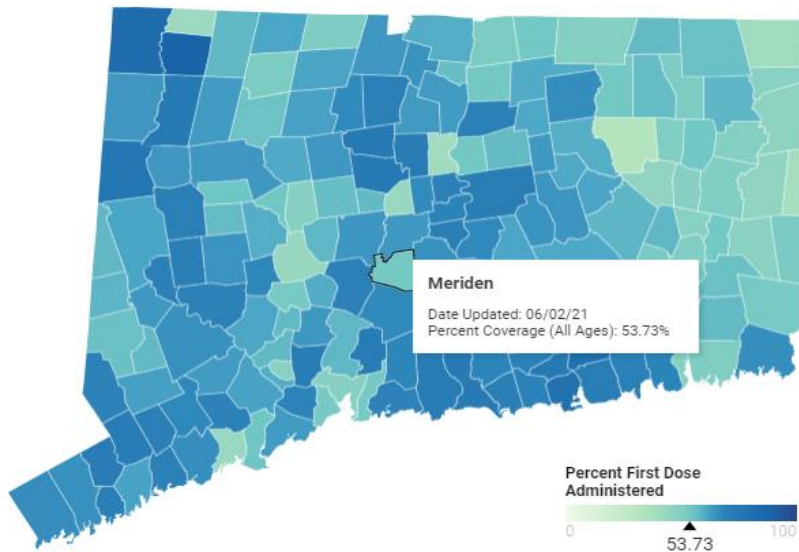 Meriden
Date Updated: 06/02/21
Percent Coverage (All Ages): 53.73%
Percent First Dose
Administered
0 100
53.73